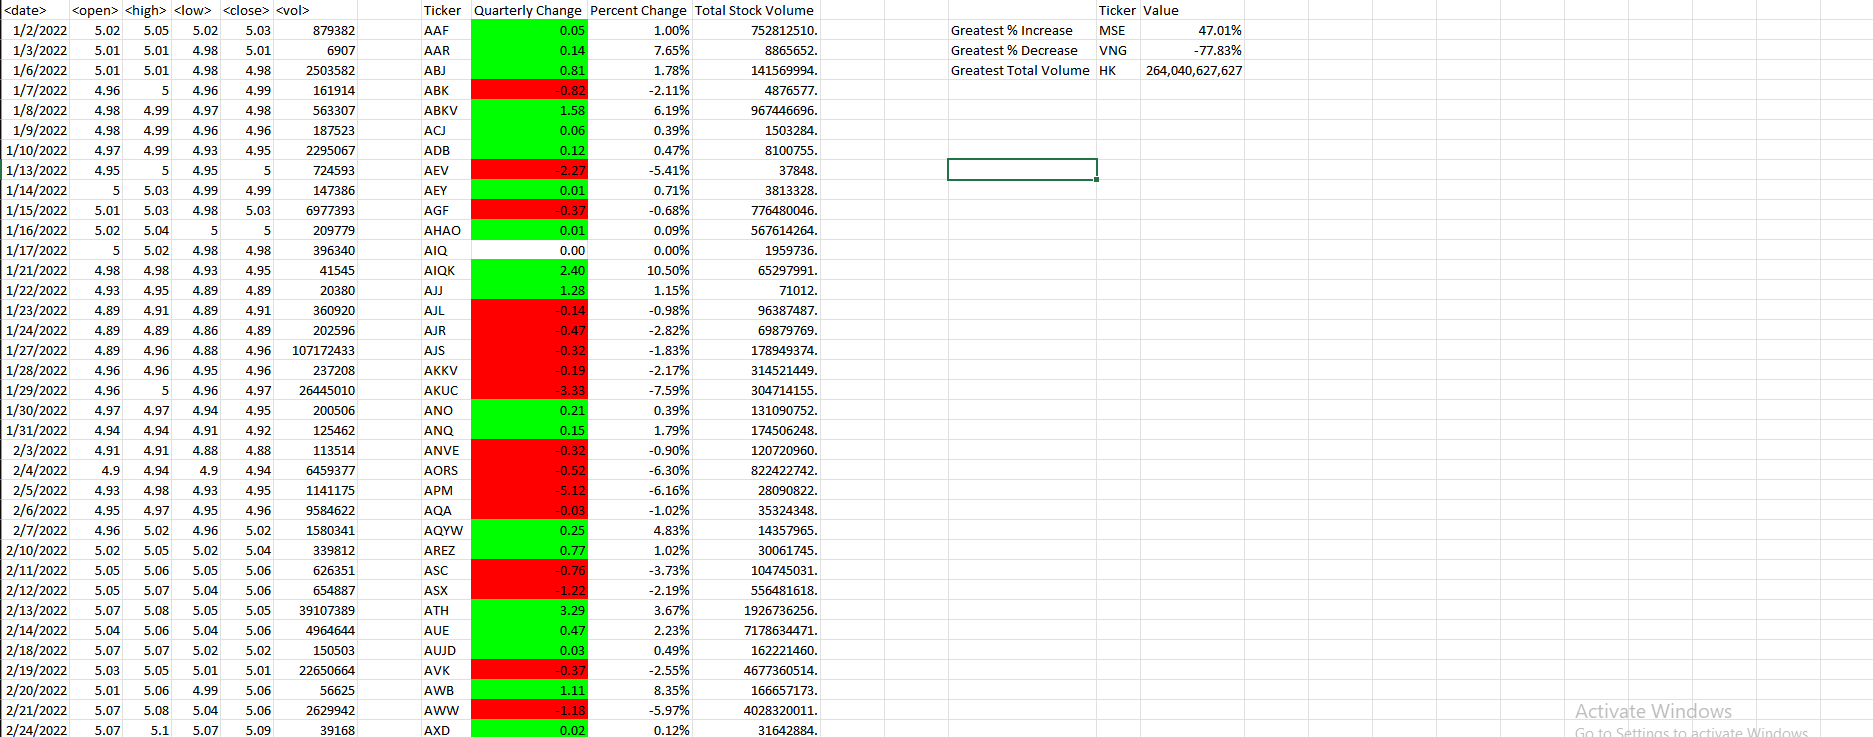 <date> <open> <high> <low> <close> <vol> Ticker Quarterly Change Percent Change Total Stock Volume Ticker Value
1/2/2022 5.02 5.05 5.02 5.03 879382 AAF 0.05 1.00% 752812510. Greatest % Increase MSE 47.01%
1/3/2022 5.01 5.01 4.98 5.01 6907 AAR 0.14 7.65% 8865652. Greatest % Decrease VNG -77.83%
1/6/2022 5.01 5.01 4.98 4.98 2503582 ABJ 0.81 1.78% 141569994. Greatest Total Volume HK 264,040,627,627
1/7/2022 4.96 5 4.96 4.99 161914 ABK -0.82 -2.11% 4876577.
1/8/2022 4.98 4.99 4.97 4.98 563307 ABKV 1.58 6.19% 967446696.
1/9/2022 4.98 4.99 4.96 4.96 187523 ACJ 0.06 0.39% 1503284.
1/10/2022 4.97 4.99 4.93 4.95 2295067 ADB 0.12 0.47% 8100755.
1/13/2022 4.95 5 4.95 5 724593 AEV -2.27 -5.41% 37848.
1/14/2022 5 5.03 4.99 4.99 147386 AEY 0.01 0.71% 3813328.
1/15/2022 5.01 5.03 4.98 5.03 6977393 AGF -0.37 -0.68% 776480046.
1/16/2022 5.02 5.04 5 5 209779 AHAO 0.01 0.09% 567614264.
1/17/2022 5 5.02 4.98 4.98 396340 AIQ 0.00 0.00% 1959736.
1/21/2022 4.98 4.98 4.93 4.95 41545 AIQK 2.40 10.50% 65297991.
1/22/2022 4.93 4.95 4.89 4.89 20380 AJJ 1.28 1.15% 71012.
1/23/2022 4.89 4.91 4.89 4.91 360920 AJL -0.14 -0.98% 96387487.
1/24/2022 4.89 4.89 4.86 4.89 202596 AJR -0.47 -2.82% 69879769.
1/27/2022 4.89 4.96 4.88 4.96 107172433 AJS -0.32 -1.83% 178949374.
1/28/2022 4.96 4.96 4.95 4.96 237208 AKKV -0.19 -2.17% 314521449.
1/29/2022 4.96 5 4.96 4.97 26445010 AKUC -3.33 -7.59% 304714155.
1/30/2022 4.97 4.97 4.94 4.95 200506 ANO 0.21 0.39% 131090752.
1/31/2022 4.94 4.94 4.91 4.92 125462 ANQ 0.15 1.79% 174506248.
2/3/2022 4.91 4.91 4.88 4.88 113514 ANVE -0.32 -0.90% 120720960.
2/4/2022 4.9 4.94 4.9 4.94 6459377 AORS -0.52 -6.30% 822422742.
2/5/2022 4.93 4.98 4.93 4.95 1141175 APM -5.12 -6.16% 28090822.
2/6/2022 4.95 4.97 4.95 4.96 9584622 AQA -0.03 -1.02% 35324348.
2/7/2022 4.96 5.02 4.96 5.02 1580341 AQYW 0.25 4.83% 14357965.
2/10/2022 5.02 5.05 5.02 5.04 339812 AREZ 0.77 1.02% 30061745.
2/11/2022 5.05 5.06 5.05 5.06 626351 ASC -0.76 -3.73% 104745031.
2/12/2022 5.05 5.07 5.04 5.06 654887 ASX -1.22 -2.19% 556481618.
2/13/2022 5.07 5.08 5.05 5.05 39107389 ATH 3.29 3.67% 1926736256.
2/14/2022 5.04 5.06 5.04 5.06 4964644 AUE 0.47 2.23% 7178634471.
2/18/2022 5.07 5.07 5.02 5.02 150503 AUJD 0.03 0.49% 162221460.
2/19/2022 5.03 5.05 5.01 5.01 22650664 AVK -0.37 -2.55% 4677360514.
2/20/2022 5.01 5.06 4.99 5.06 56625 AWB 1.11 8.35% 166657173.
2/21/2022 5.07 5.08 5.04 5.06 2629942 AWW -1.18 -5.97% 4028320011.
2/24/2022 5.07 5.1 5.07 5.09 39168 AXD 0.02 0.12% 31642884.
Activate Windows
Go to Settings to activate Windows